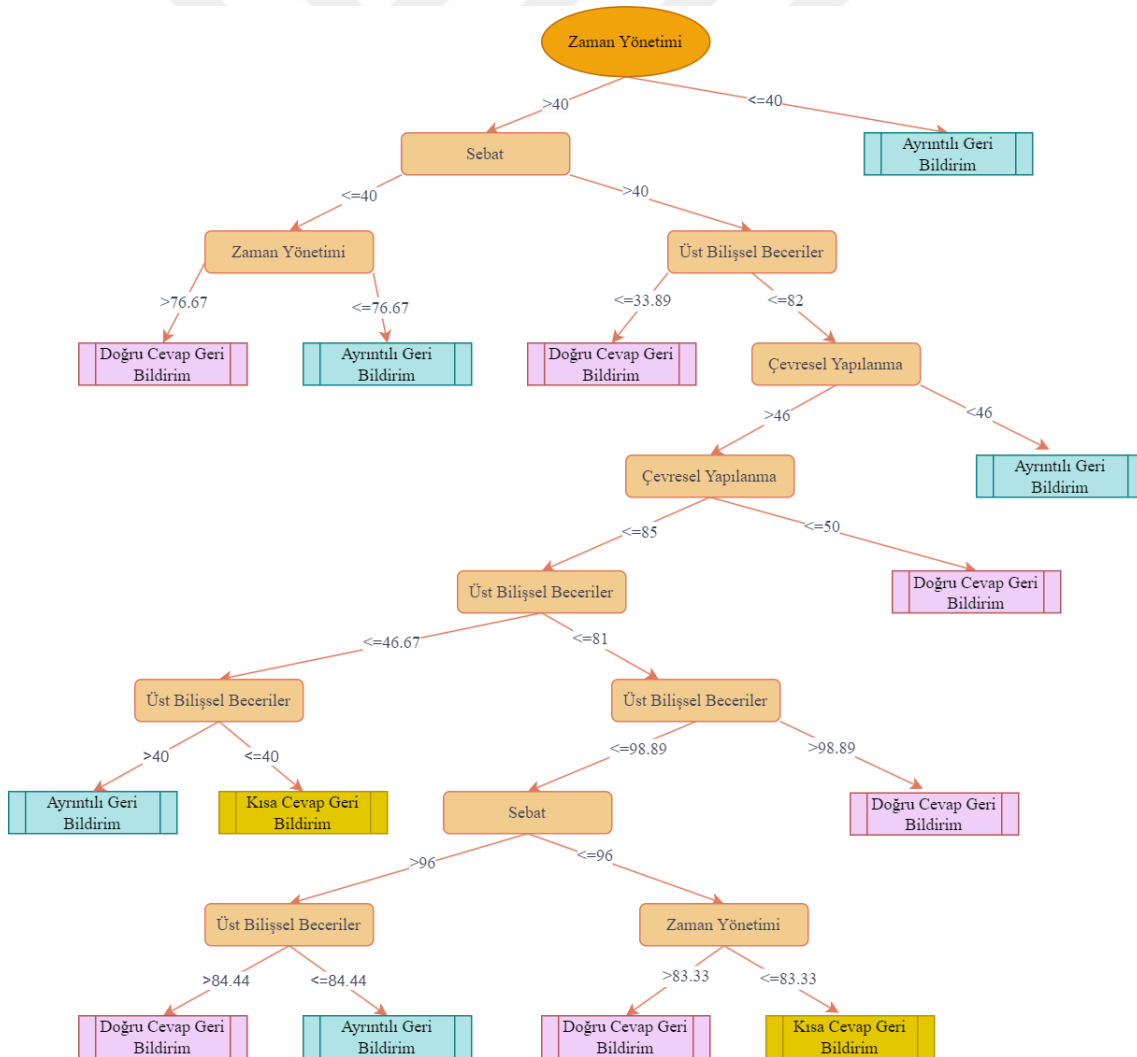 Zaman Yönetimi
>40
<=40
Sebat
Ayrıntılı Geri
Bildirim
<=40
>40
Zaman Yönetimi
Üst Bilişsel Beceriler
>76.67
<=76.67
<=33.89
<=82
Doğru Cevap Geri
Bildirim
Ayrıntılı Geri
Bildirim
Doğru Cevap Geri
Bildirim
Çevresel Yapılanma
>46
<46
Çevresel Yapılanma
Ayrıntılı Geri
Bildirim
<=85
<=50
Üst Bilişsel Beceriler
Doğru Cevap Geri
Bildirim
<=46.67
<=81
Üst Bilişsel Beceriler
Üst Bilişsel Beceriler
>40
<=40
<=98.89
>98.89
Ayrıntılı Geri
Bildirim
Kısa Cevap Geri
Bildirim
Sebat
Doğru Cevap Geri
Bildirim
>96
<=96
Üst Bilişsel Beceriler
Zaman Yönetimi
>84.44
<=84.44
>83.33
<=83.33
Doğru Cevap Geri
Bildirim
Ayrıntılı Geri
Bildirim
Doğru Cevap Geri
Bildirim
Kısa Cevap Geri
Bildirim